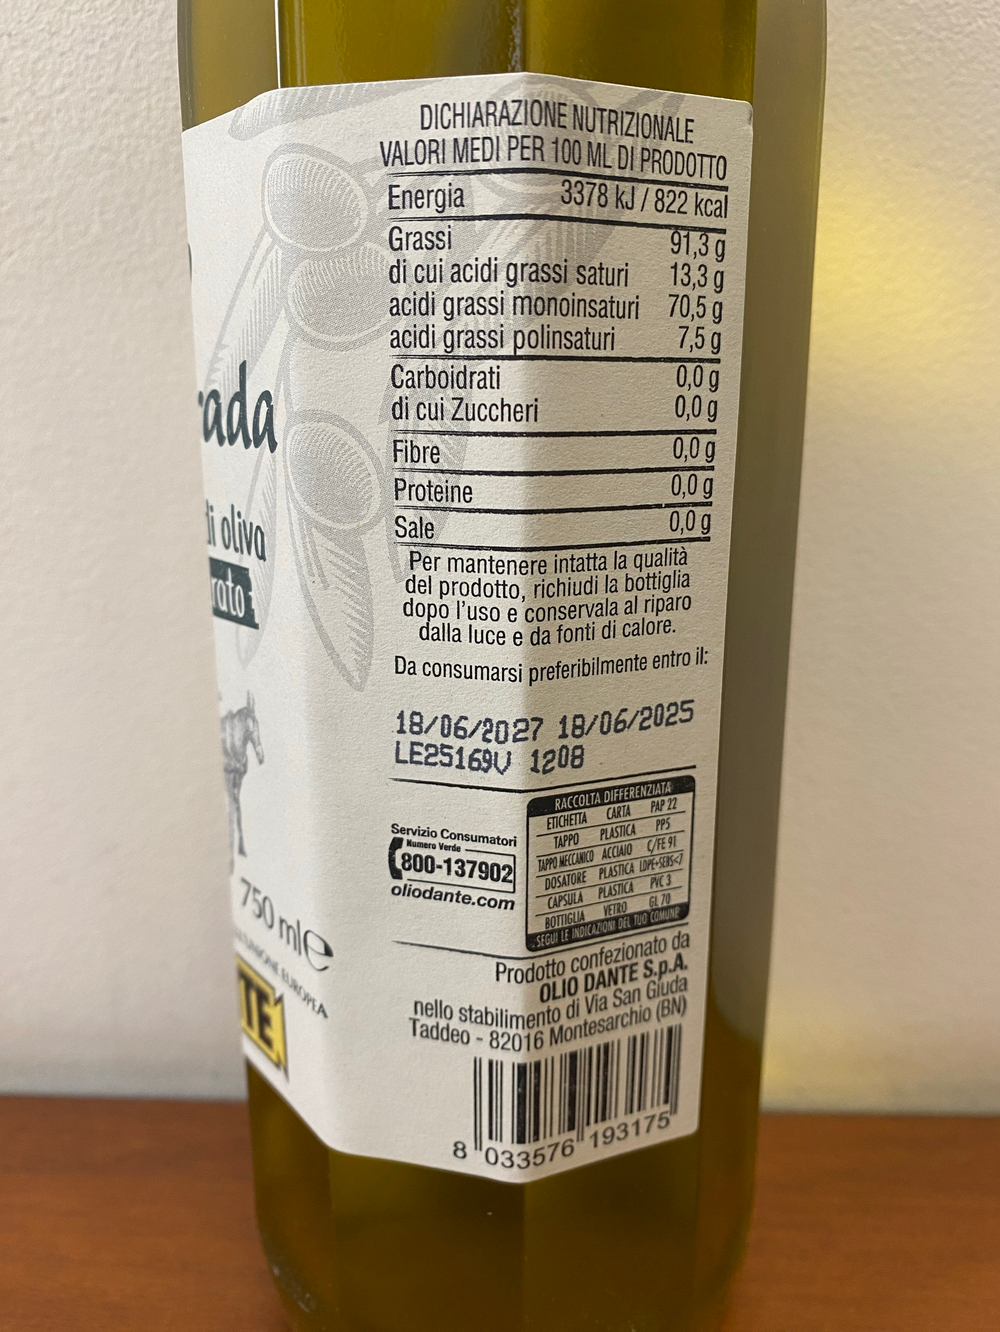 DICHIARAZIONE NUTRIZIONALE
VALORI MEDI PER 100 ML DI PRODOTTO
Energia 3378 kJ / 822 kcal
Grassi 91,3 g
di cui acidi grassi saturi 13,3 g
acidi grassi monoinsaturi 70,5 g
acidi grassi polinsaturi 7,5 g
Carboidrati 0,0 g
di cui Zuccheri 0,0 g
Fibre 0,0 g
Proteine 0,0 g
Sale 0,0 g
Per mantenere intatta la qualità
del prodotto, richiudi la bottiglia
dopo l'uso e conservala al riparo
dalla luce e da fonti di calore.
Da consumarsi preferibilmente entro il:
18/06/2027 18/06/2025
LE25169V 1208
Servizio Consumatori
Numero Verde
800-137902
oliodante.com
RACCOLTA DIFFERENZIATA
ETICHETTA CARTA PAP 22
TAPPO PLASTICA PP5
TAPPO MECCANICO ACCIAIO C/FE 91
DOSATORE PLASTICA LDPE+SEBS<7
CAPSULA PLASTICA PVC 3
BOTTIGLIA VETRO GL 70
SEGUI LE INDICAZIONI DEL TUO COMUNE
Prodotto confezionato da
OLIO DANTE S.p.A.
nello stabilimento di Via San Giuda
Taddeo - 82016 Montesarchio (BN)
8 033576 193175
rada
di oliva
rato
750 ml e
UNIONE EUROPEA
TE